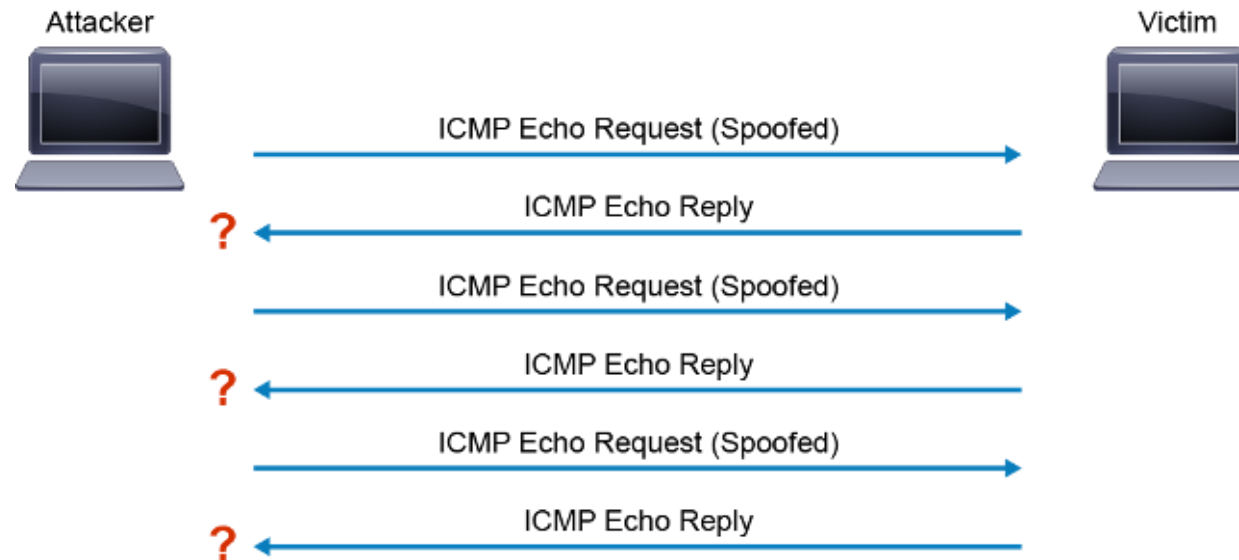 Attacker
Victim
ICMP Echo Request (Spoofed)
ICMP Echo Reply
?
ICMP Echo Request (Spoofed)
ICMP Echo Reply
?
ICMP Echo Request (Spoofed)
ICMP Echo Reply
?